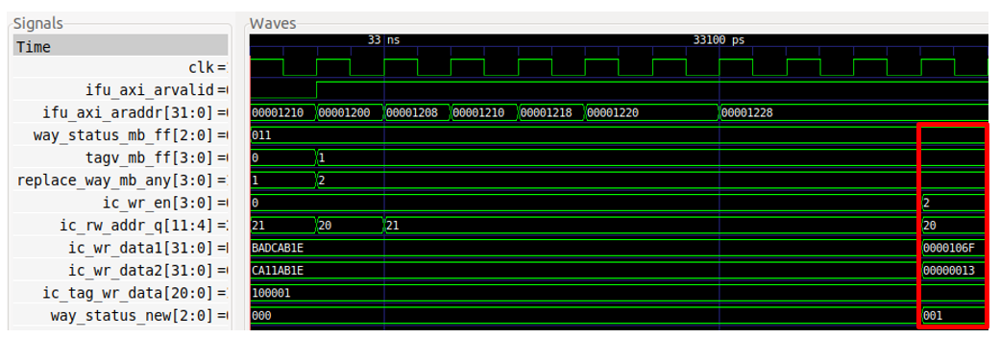 Signals
Waves
Time
33 ns
33100 ps
clk =
ifu_axi_arvalid =
ifu_axi_araddr[31:0] =
00001210 00001200 00001208 00001210 00001218 00001220 00001228
way_status_mb_ff[2:0] =
011
tagv_mb_ff[3:0] =
0 1
replace_way_mb_any[3:0] =
1 2
ic_wr_en[3:0] =
0 2
ic_rw_addr_q[11:4] =
21 20 21 20
ic_wr_data1[31:0] =
BADCAB1E 0000106F
ic_wr_data2[31:0] =
CA11AB1E 00000013
ic_tag_wr_data[20:0] =
100001
way_status_new[2:0] =
000 001